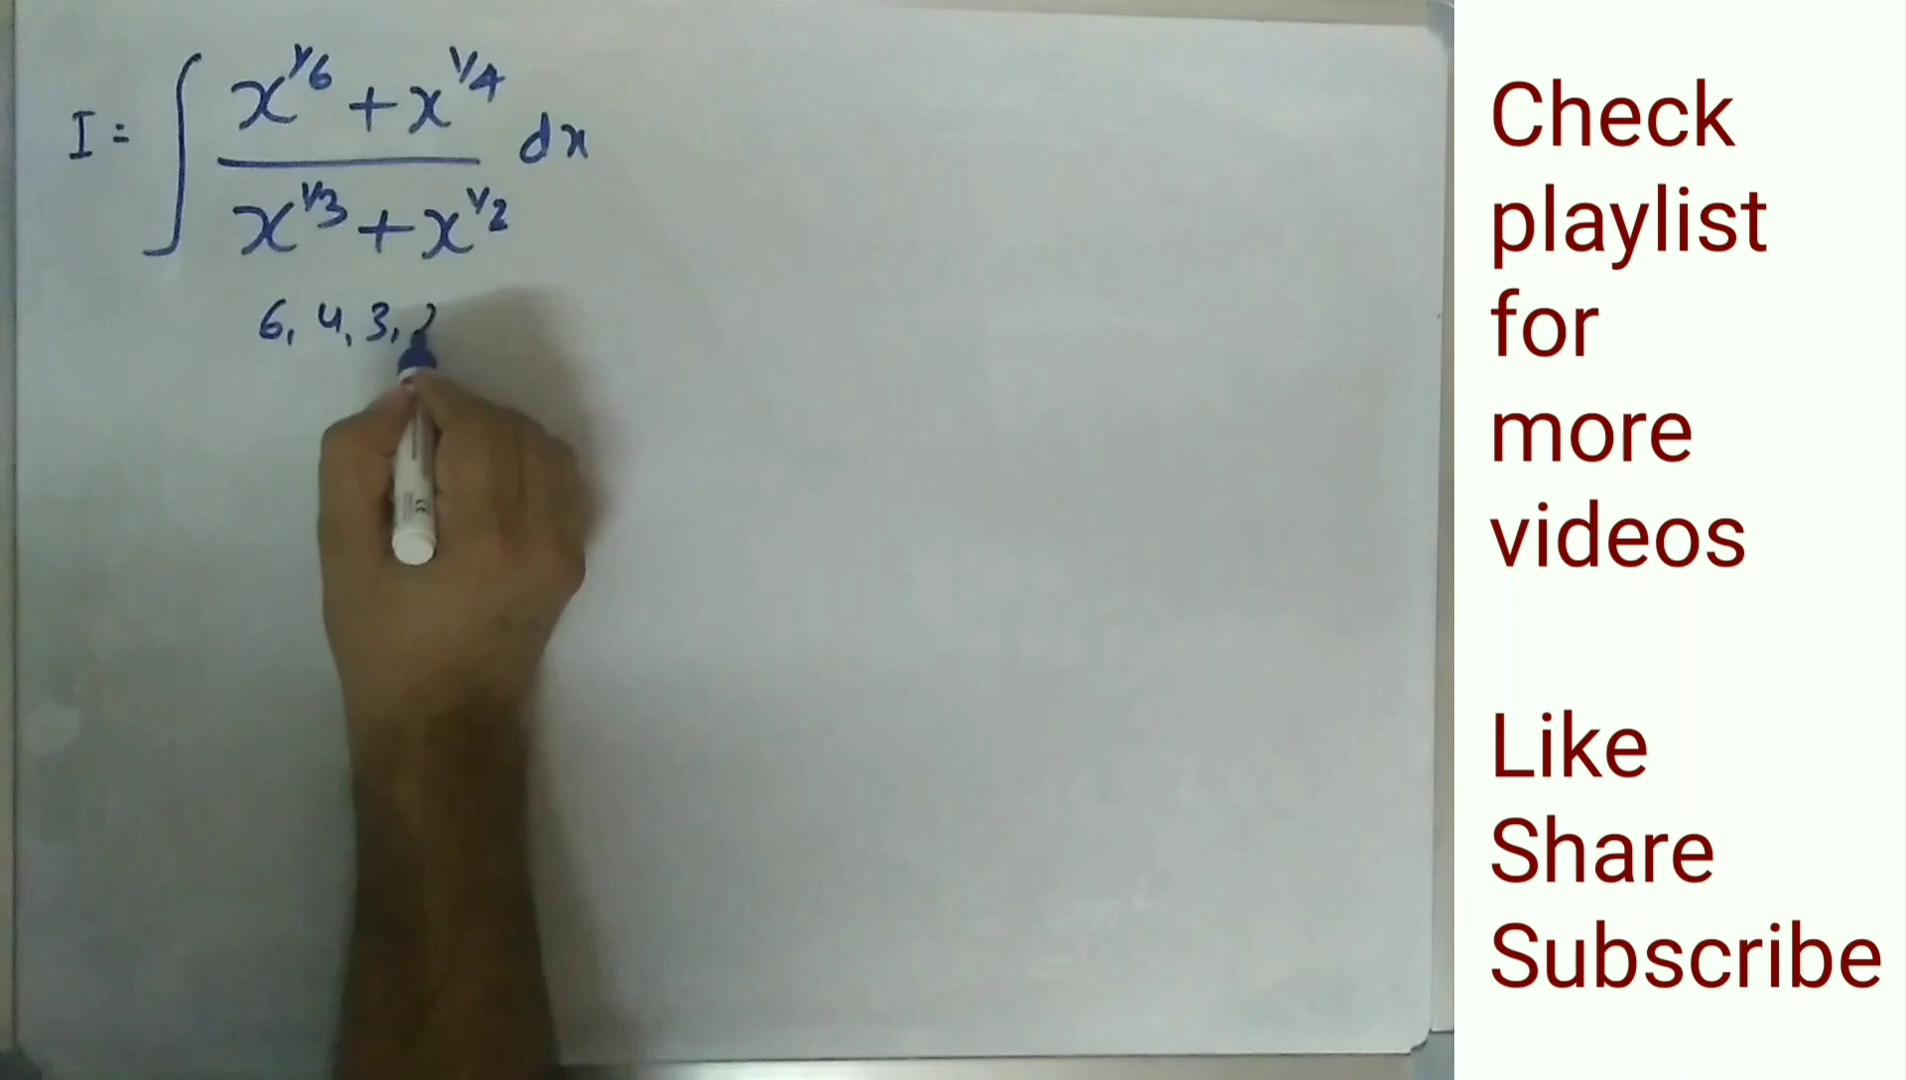 I = ∫ (x^1/6 + x^1/4) / (x^1/3 + x^1/2) dx
6, 4, 3, 2
Check
playlist
for
more
videos
Like
Share
Subscribe